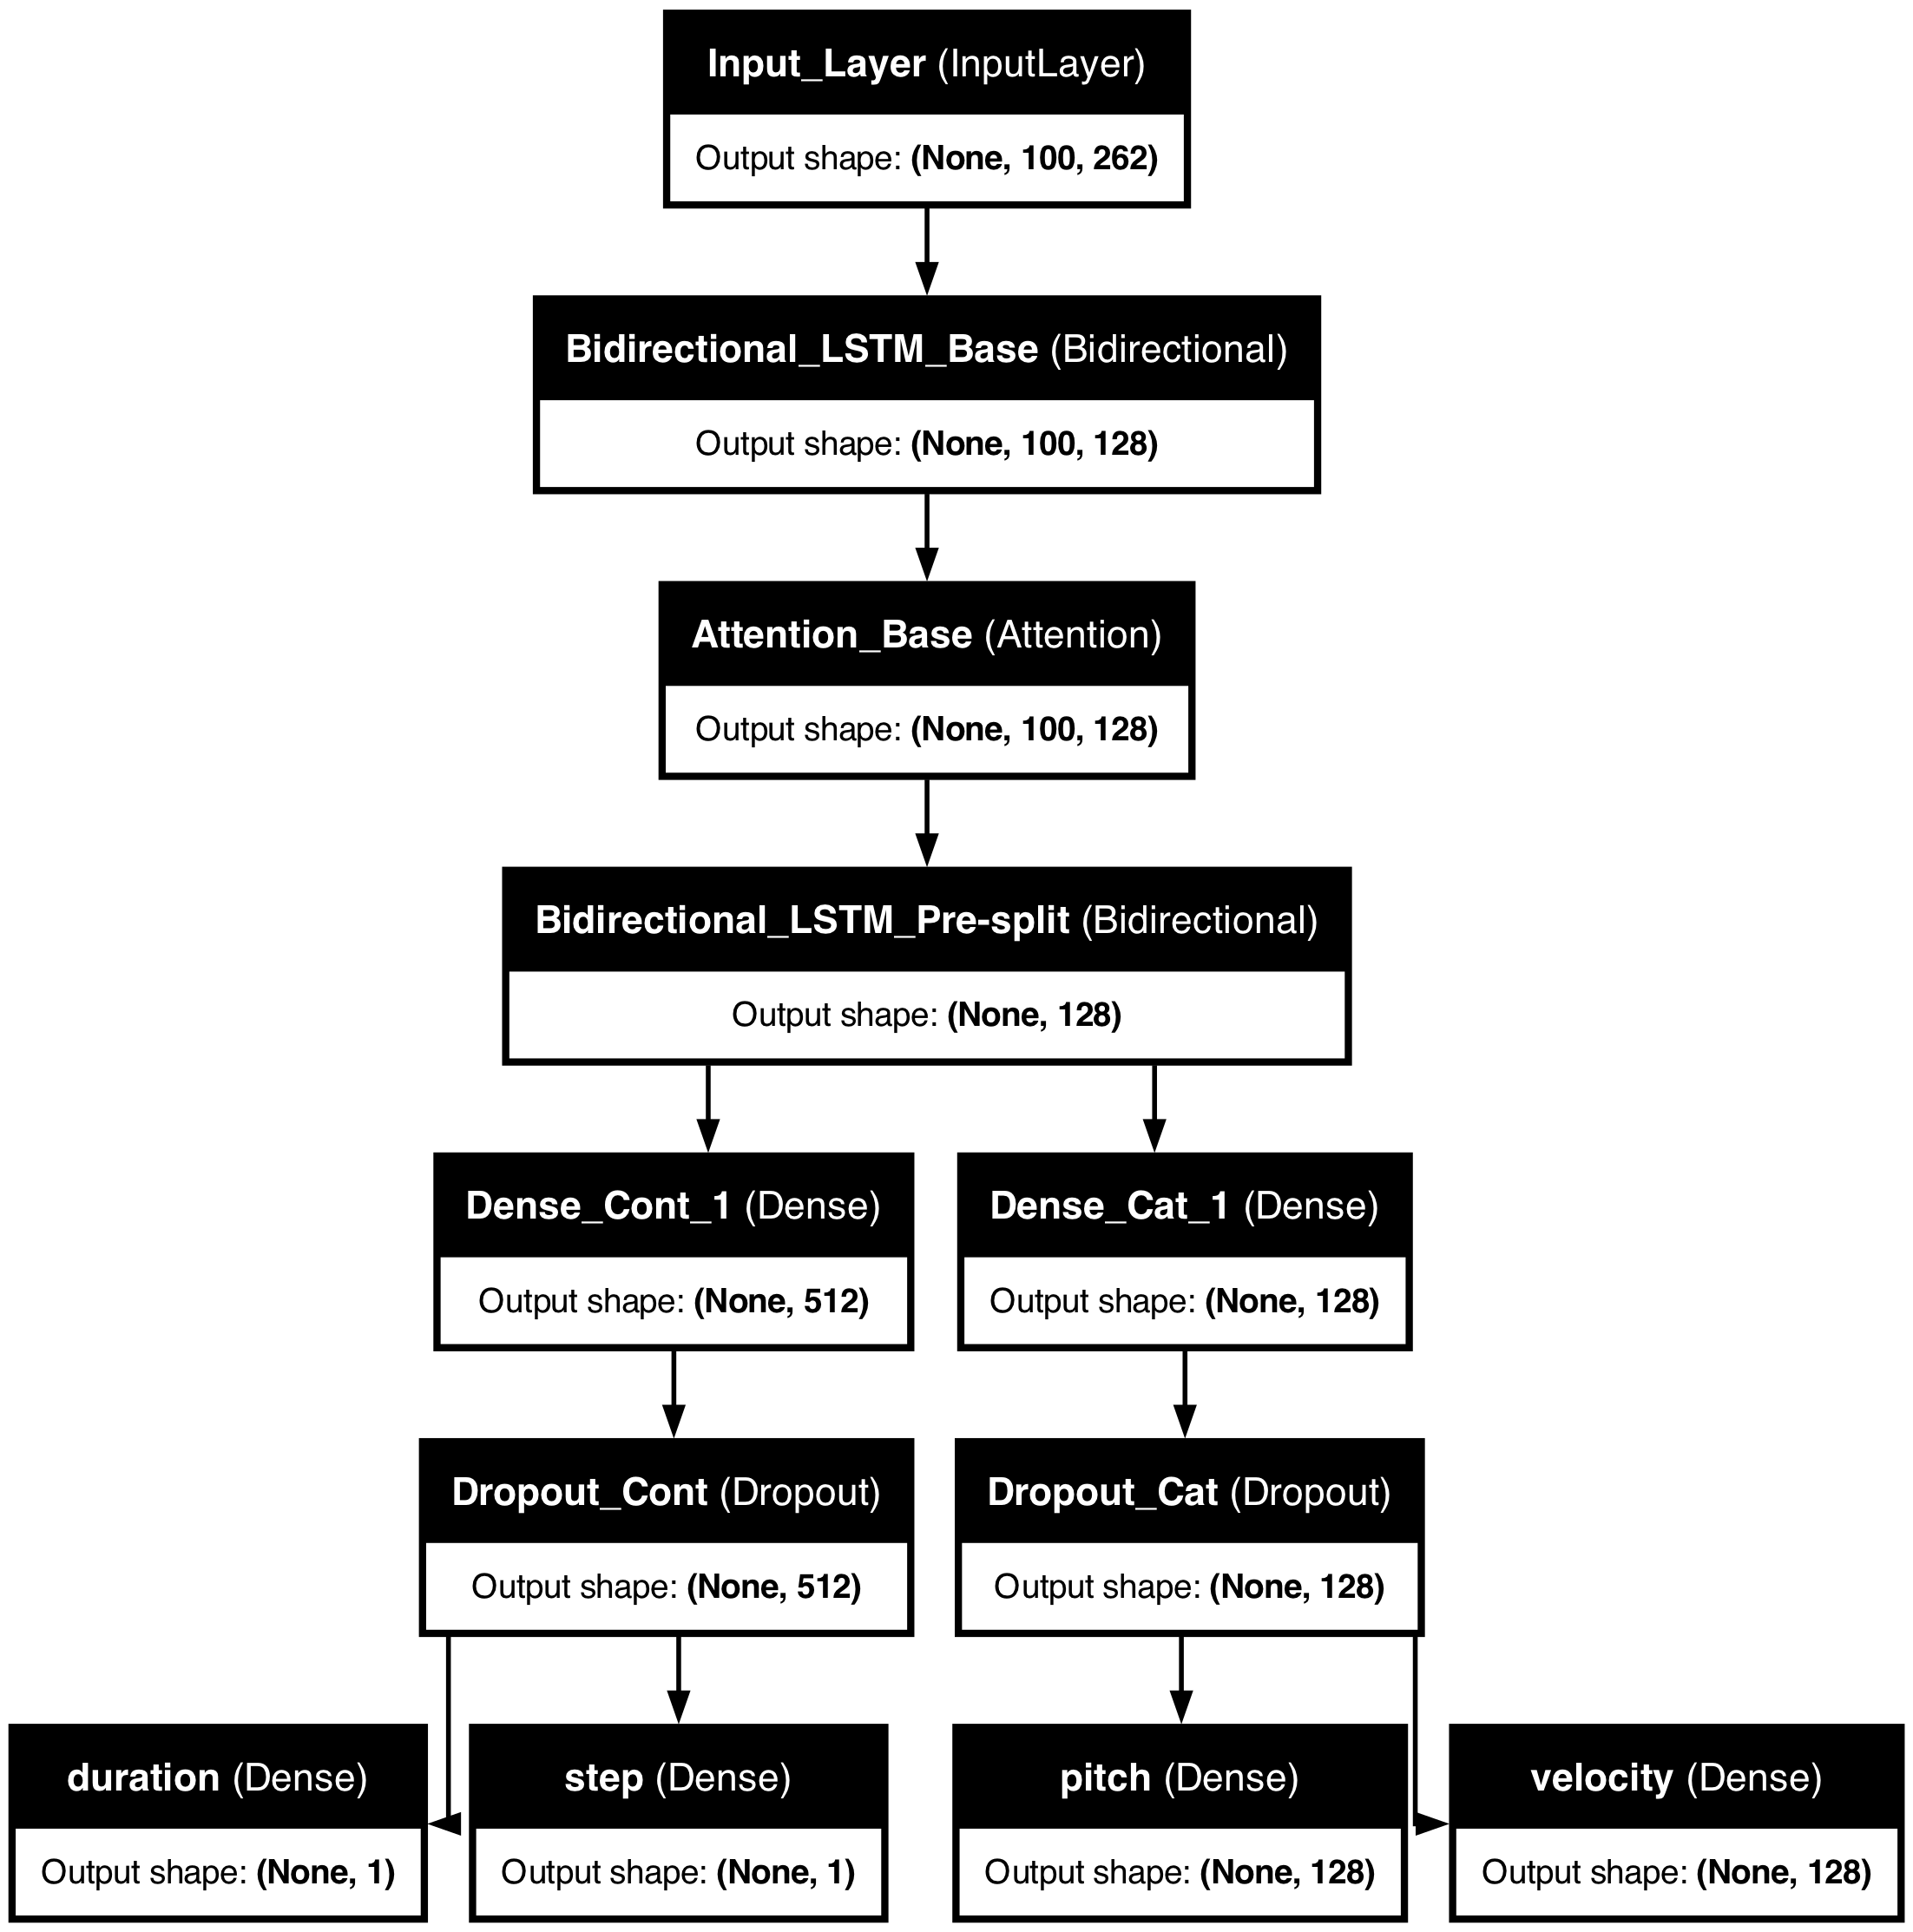 Input_Layer (InputLayer)
Output shape: (None, 100, 262)
Bidirectional_LSTM_Base (Bidirectional)
Output shape: (None, 100, 128)
Attention_Base (Attention)
Output shape: (None, 100, 128)
Bidirectional_LSTM_Pre-split (Bidirectional)
Output shape: (None, 128)
Dense_Cont_1 (Dense)
Output shape: (None, 512)
Dense_Cat_1 (Dense)
Output shape: (None, 128)
Dropout_Cont (Dropout)
Output shape: (None, 512)
Dropout_Cat (Dropout)
Output shape: (None, 128)
duration (Dense)
Output shape: (None, 1)
step (Dense)
Output shape: (None, 1)
pitch (Dense)
Output shape: (None, 128)
velocity (Dense)
Output shape: (None, 128)